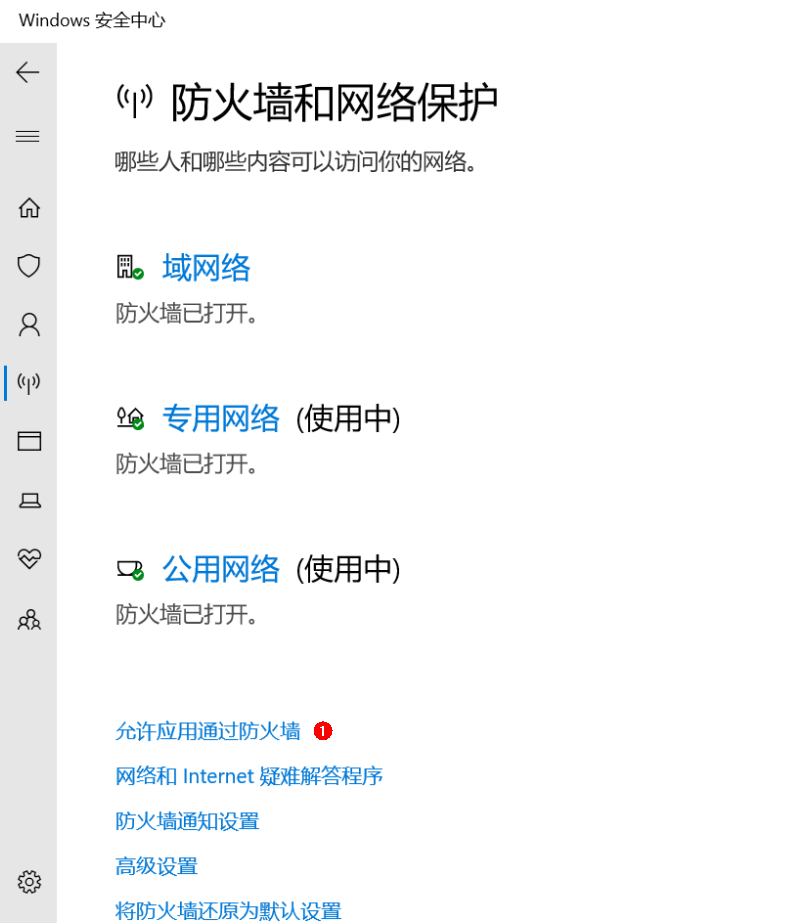 Windows 安全中心
防火墙和网络保护
哪些人和哪些内容可以访问你的网络。
域网络
防火墙已打开。
专用网络 (使用中)
防火墙已打开。
公用网络 (使用中)
防火墙已打开。
允许应用通过防火墙 1
网络和 Internet 疑难解答程序
防火墙通知设置
高级设置
将防火墙还原为默认设置